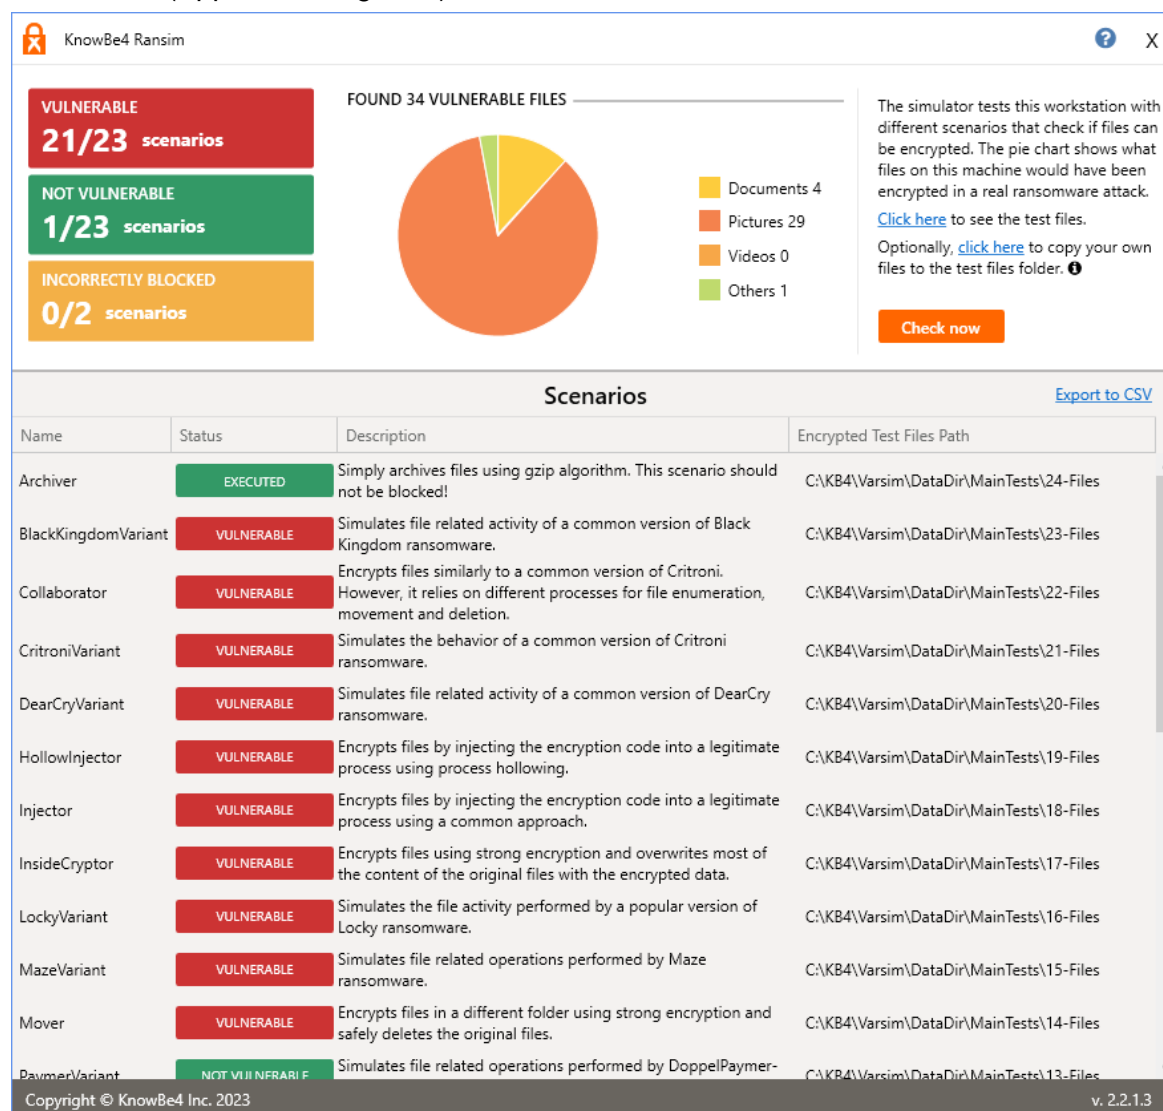 KnowBe4 Ransim
X
VULNERABLE
21/23 scenarios
NOT VULNERABLE
1/23 scenarios
INCORRECTLY BLOCKED
0/2 scenarios
FOUND 34 VULNERABLE FILES
Documents 4
Pictures 29
Videos 0
Others 1
The simulator tests this workstation with
different scenarios that check if files can
be encrypted. The pie chart shows what
files on this machine would have been
encrypted in a real ransomware attack.
Click here to see the test files.
Optionally, click here to copy your own
files to the test files folder.
Check now
Scenarios
Export to CSV
Name Status Description Encrypted Test Files Path
Archiver EXECUTED Simply archives files using gzip algorithm. This scenario should
not be blocked!
C:\KB4\Varsim\DataDir\MainTests\24-Files
BlackKingdomVariant VULNERABLE Simulates file related activity of a common version of Black
Kingdom ransomware.
C:\KB4\Varsim\DataDir\MainTests\23-Files
Collaborator VULNERABLE Encrypts files similarly to a common version of Critroni.
However, it relies on different processes for file enumeration,
movement and deletion.
C:\KB4\Varsim\DataDir\MainTests\22-Files
CritroniVariant VULNERABLE Simulates the behavior of a common version of Critroni
ransomware.
C:\KB4\Varsim\DataDir\MainTests\21-Files
DearCryVariant VULNERABLE Simulates file related activity of a common version of DearCry
ransomware.
C:\KB4\Varsim\DataDir\MainTests\20-Files
HollowInjector VULNERABLE Encrypts files by injecting the encryption code into a legitimate
process using process hollowing.
C:\KB4\Varsim\DataDir\MainTests\19-Files
Injector VULNERABLE Encrypts files by injecting the encryption code into a legitimate
process using a common approach.
C:\KB4\Varsim\DataDir\MainTests\18-Files
InsideCryptor VULNERABLE Encrypts files using strong encryption and overwrites most of
the content of the original files with the encrypted data.
C:\KB4\Varsim\DataDir\MainTests\17-Files
LockyVariant VULNERABLE Simulates the file activity performed by a popular version of
Locky ransomware.
C:\KB4\Varsim\DataDir\MainTests\16-Files
MazeVariant VULNERABLE Simulates file related operations performed by Maze
ransomware.
C:\KB4\Varsim\DataDir\MainTests\15-Files
Mover VULNERABLE Encrypts files in a different folder using strong encryption and
safely deletes the original files.
C:\KB4\Varsim\DataDir\MainTests\14-Files
PaymerVariant NOT VULNERABLE Simulates file related operations performed by DoppelPaymer-
C:\KB4\Varsim\DataDir\MainTests\13-Files
Copyright © KnowBe4 Inc. 2023
v. 2.2.1.3